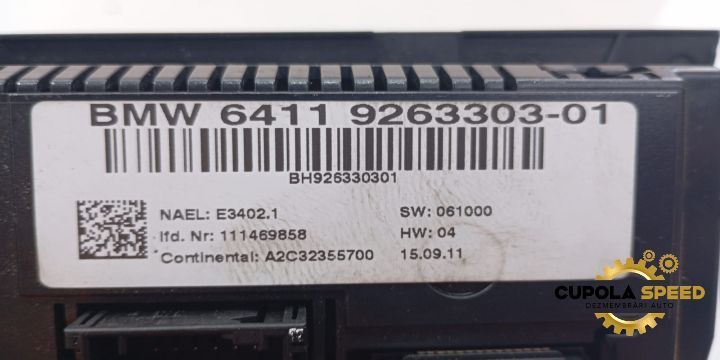 BMW 6411 9263303-01
BH926330301
NAEL: E3402.1 SW: 061000
lfd. Nr: 111469858 HW: 04
Continental: A2C32355700 15.09.11
CUPOLA SPEED
DEZMEMBRĂRI AUTO